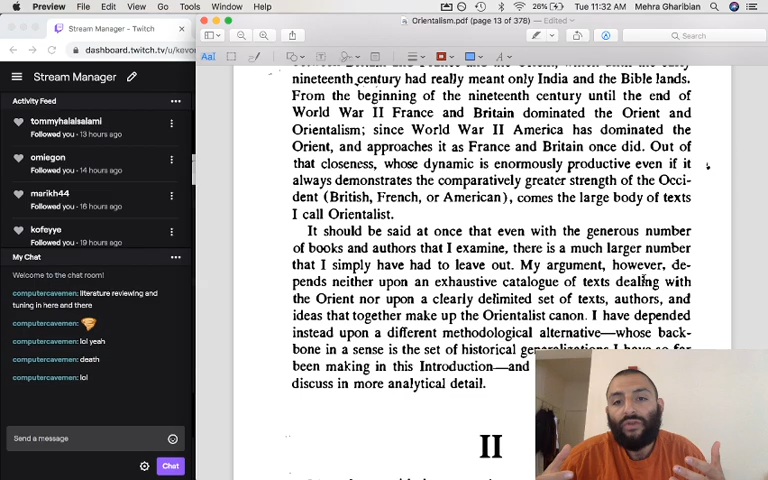 Preview File Edit View Go Tools Window Help 26% Tue 11:32 AM Mehra Gharibian
Stream Manager - Twitch
dashboard.twitch.tv/u/kevo
Stream Manager
Activity Feed
tommyhalalsalami
Followed you · 13 hours ago
omiegon
Followed you · 14 hours ago
marikh44
Followed you · 16 hours ago
kofeyye
Followed you · 19 hours ago
My Chat
Welcome to the chat room!
computercavemen: literature reviewing and
tuning in here and there
computercavemen:
computercavemen: lol yeah
computercavemen: death
computercavemen: lol
Send a message
Chat
Orientalism.pdf (page 13 of 378) — Edited
Search
AaI
nineteenth century had really meant only India and the Bible lands.
From the beginning of the nineteenth century until the end of
World War II France and Britain dominated the Orient and
Orientalism; since World War II America has dominated the
Orient, and approaches it as France and Britain once did. Out of
that closeness, whose dynamic is enormously productive even if it
always demonstrates the comparatively greater strength of the Occi-
dent (British, French, or American), comes the large body of texts
I call Orientalist.
It should be said at once that even with the generous number
of books and authors that I examine, there is a much larger number
that I simply have had to leave out. My argument, however, de-
pends neither upon an exhaustive catalogue of texts dealing with
the Orient nor upon a clearly delimited set of texts, authors, and
ideas that together make up the Orientalist canon. I have depended
instead upon a different methodological alternative—whose back-
bone in a sense is the set of historical generalizations I have so far
been making in this Introduction—and
discuss in more analytical detail.
II